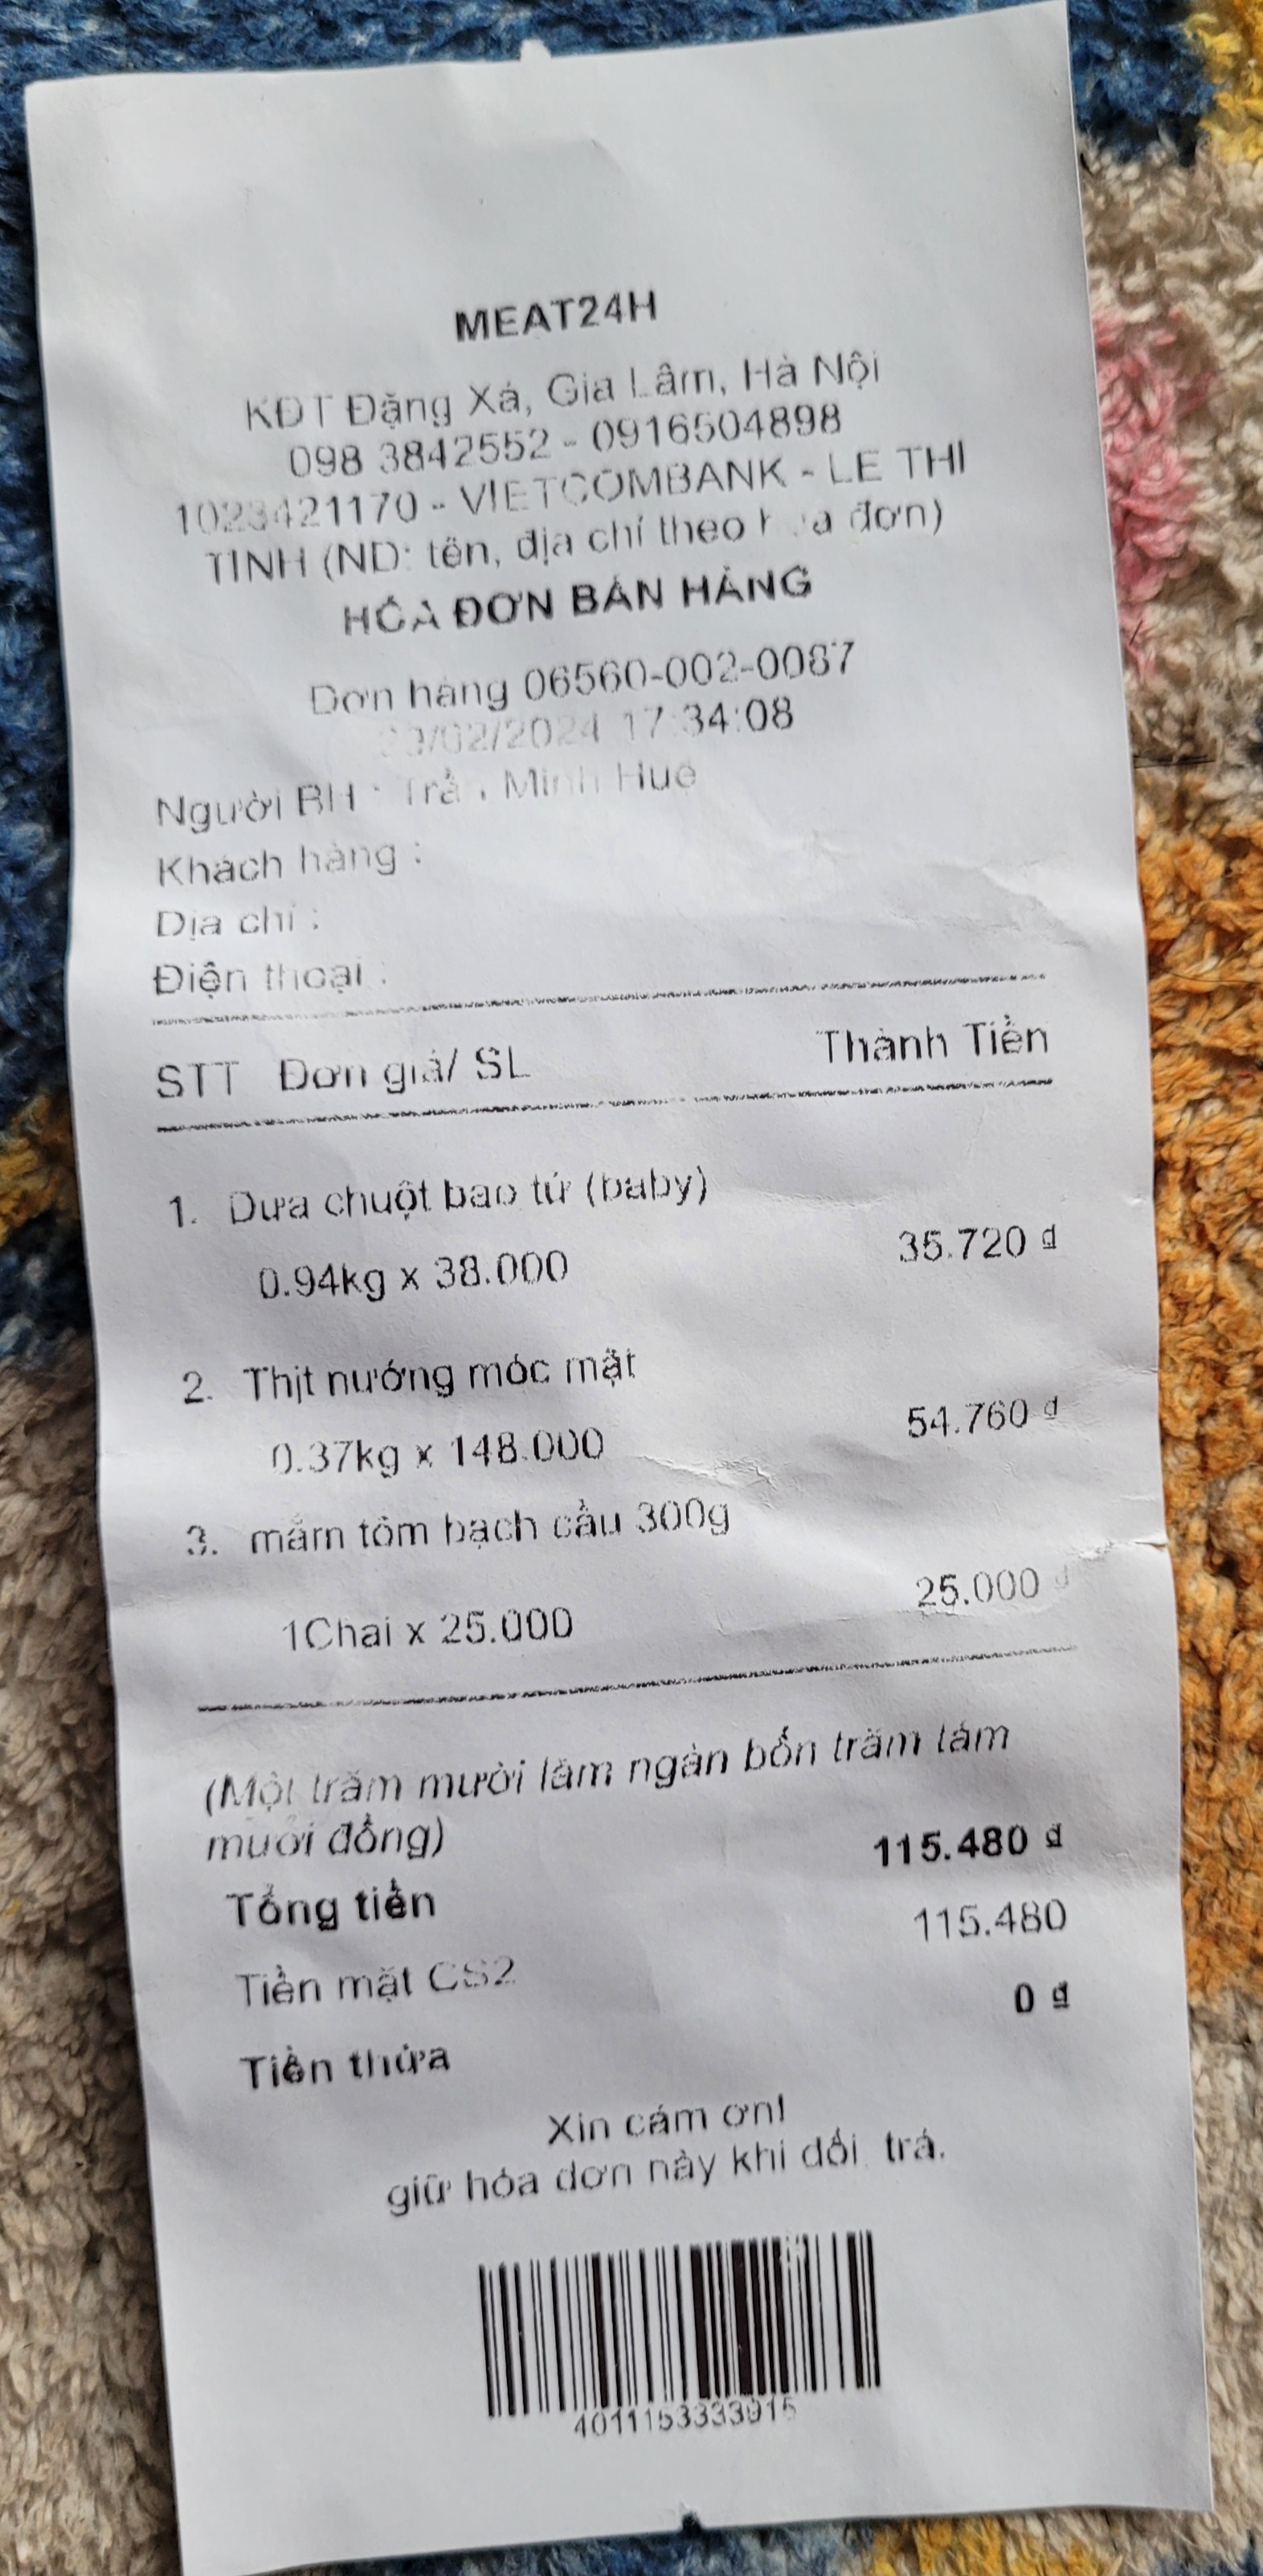 MEAT24H
KĐT Đặng Xá, Gia Lâm, Hà Nội
098 3842552 - 0916504898
1023421170 - VIETCOMBANK - LE THI
TINH (ND: tên, địa chỉ theo đơn)
HÓA ĐƠN BÁN HÀNG
Đơn hàng 06560-002-0087
/02/2024 17:34:08
Người BH : Trần Minh Huệ
Khách hàng :
Địa chỉ :
Điện thoại :
STT Đơn giá/ SL Thành Tiền
1. Dưa chuột bao tử (baby)
0.94kg x 38.000 35.720 đ
2. Thịt nướng móc mật
0.37kg x 148.000 54.760 đ
3. mắm tôm bạch cầu 300g
1Chai x 25.000 25.000 đ
(Một trăm mười lăm ngàn bốn trăm tám
mươi đồng)
Tổng tiền 115.480 đ
Tiền mặt CS2 115.480
Tiền thừa 0 đ
Xin cám ơn!
giữ hóa đơn này khi đổi trả.
4011153333915